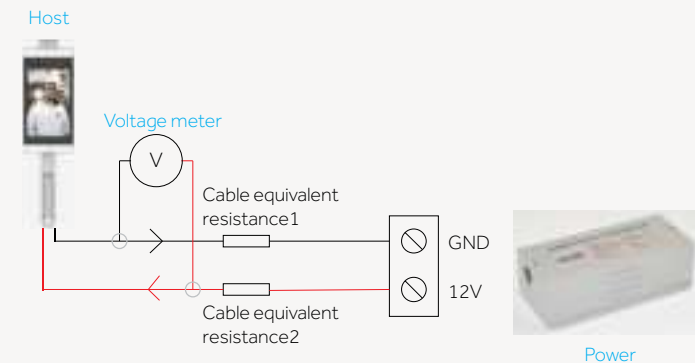 Host
Voltage meter
V
Cable equivalent
resistance1
GND
12V
Cable equivalent
resistance2
Power